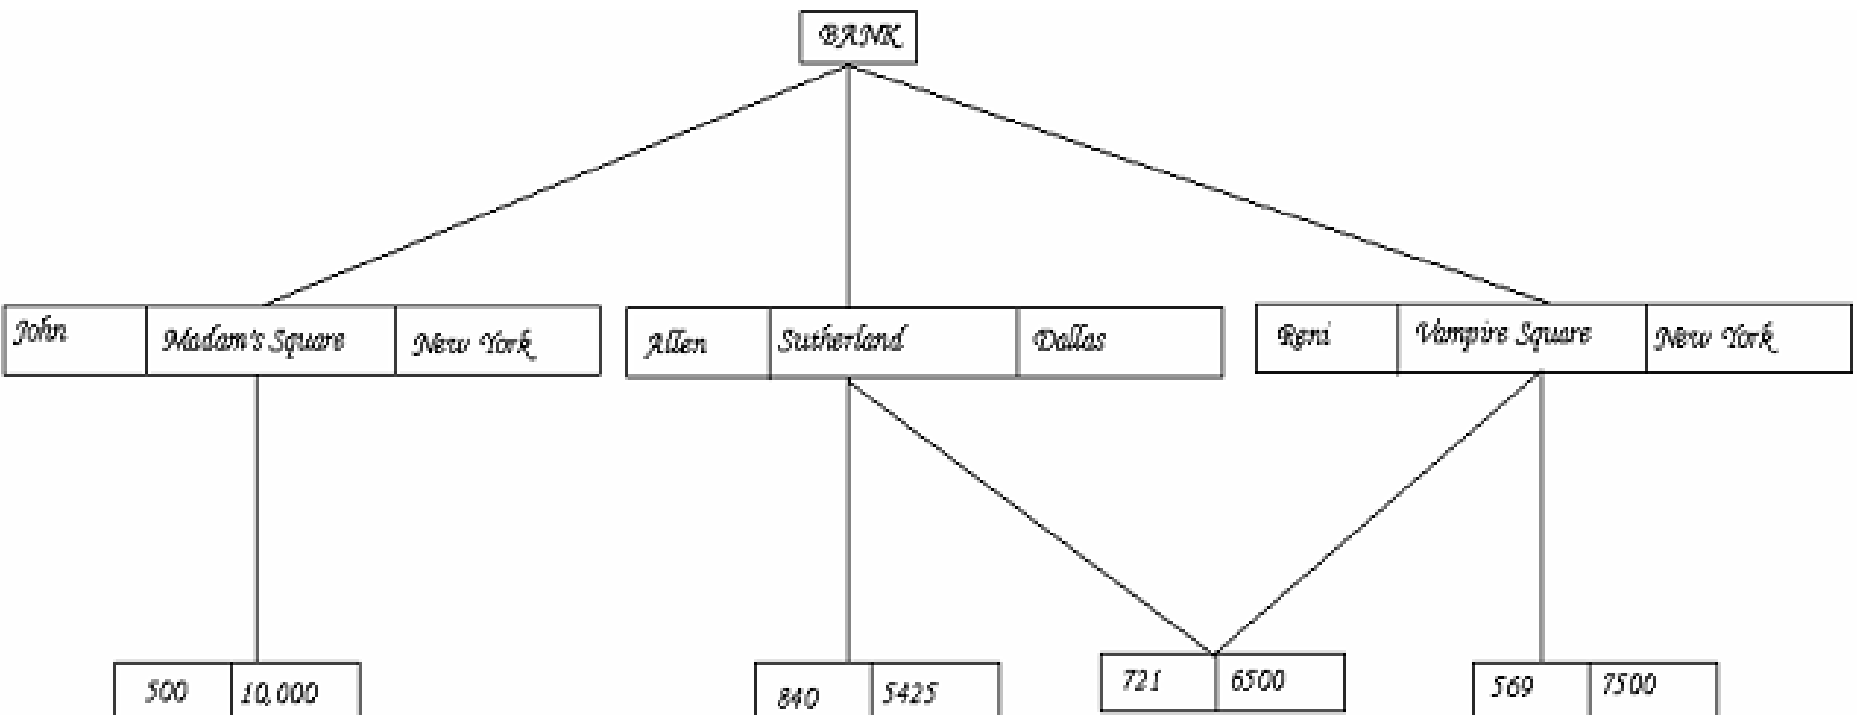 BANK
John Madam's Square New York
Allen Sutherland Dallas
Reni Vampire Square New York
500 10,000
840 5425
721 6500
569 7500